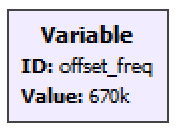 Variable
ID: offset_freq
Value: 670k